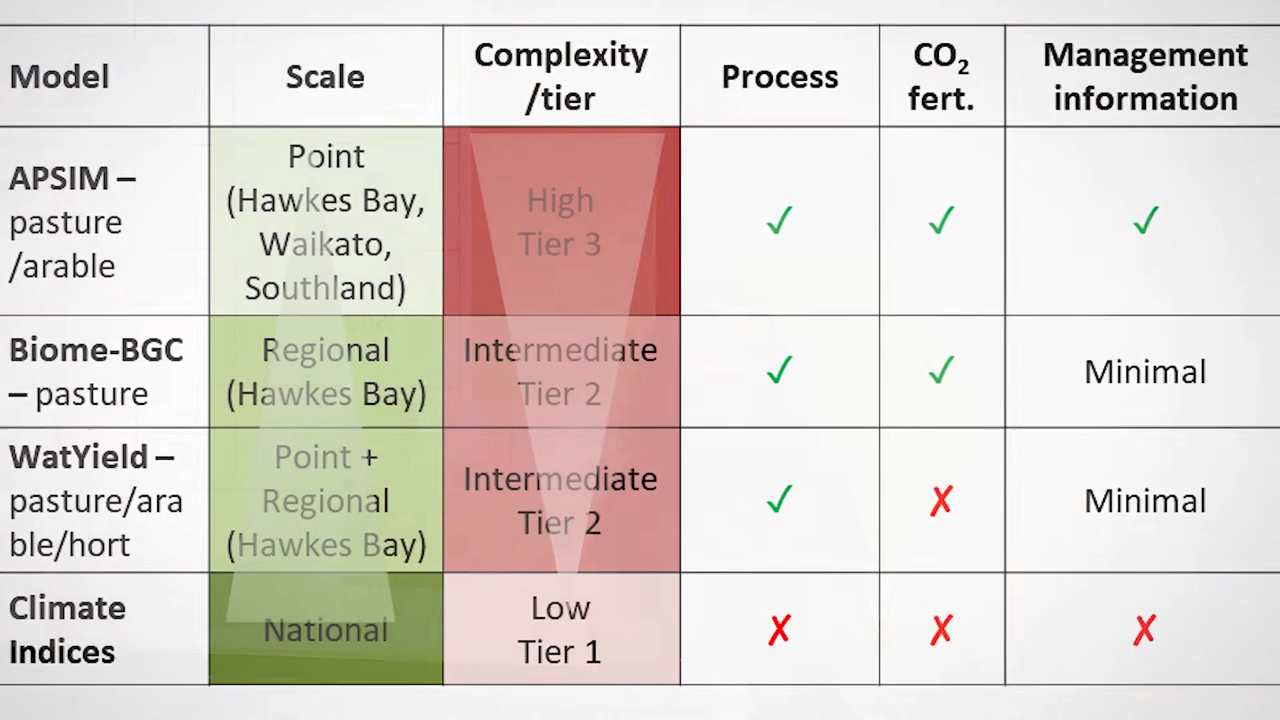 Model
Scale
Complexity
/tier
Process
CO₂
fert.
Management
information
APSIM –
pasture
/arable
Point
(Hawkes Bay,
Waikato,
Southland)
High
Tier 3
✓
✓
✓
Biome-BGC
– pasture
Regional
(Hawkes Bay)
Intermediate
Tier 2
✓
✓
Minimal
WatYield –
pasture/ara
ble/hort
Point +
Regional
(Hawkes Bay)
Intermediate
Tier 2
✓
✗
Minimal
Climate
Indices
National
Low
Tier 1
✗
✗
✗